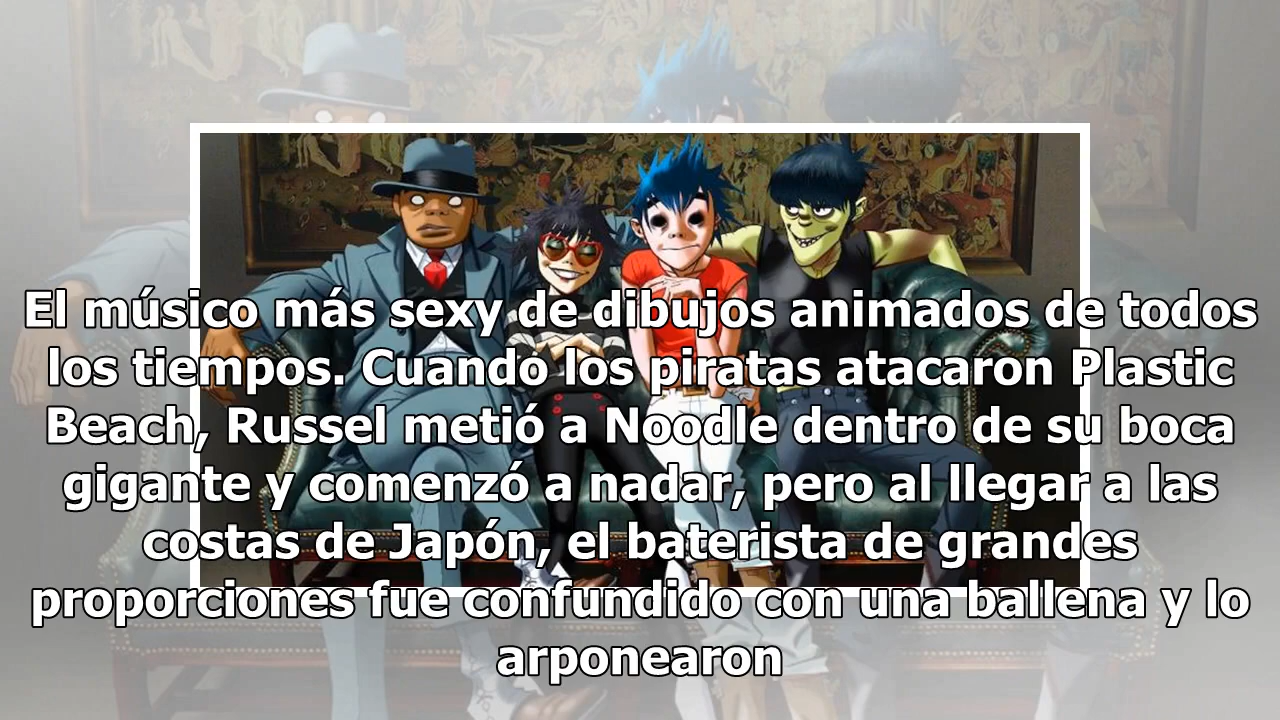 El músico más sexy de dibujos animados de todos
los tiempos. Cuando los piratas atacaron Plastic
Beach, Russel metió a Noodle dentro de su boca
gigante y comenzó a nadar, pero al llegar a las
costas de Japón, el baterista de grandes
proporciones fue confundido con una ballena y lo
arponearon